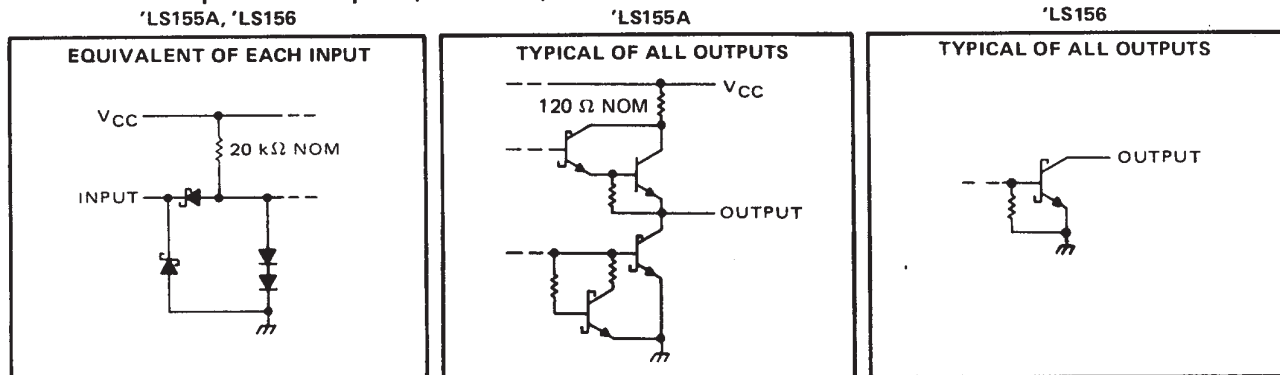 'LS155A, 'LS156
EQUIVALENT OF EACH INPUT
VCC
20 kΩ NOM
INPUT
'LS155A
TYPICAL OF ALL OUTPUTS
VCC
120 Ω NOM
OUTPUT
'LS156
TYPICAL OF ALL OUTPUTS
OUTPUT